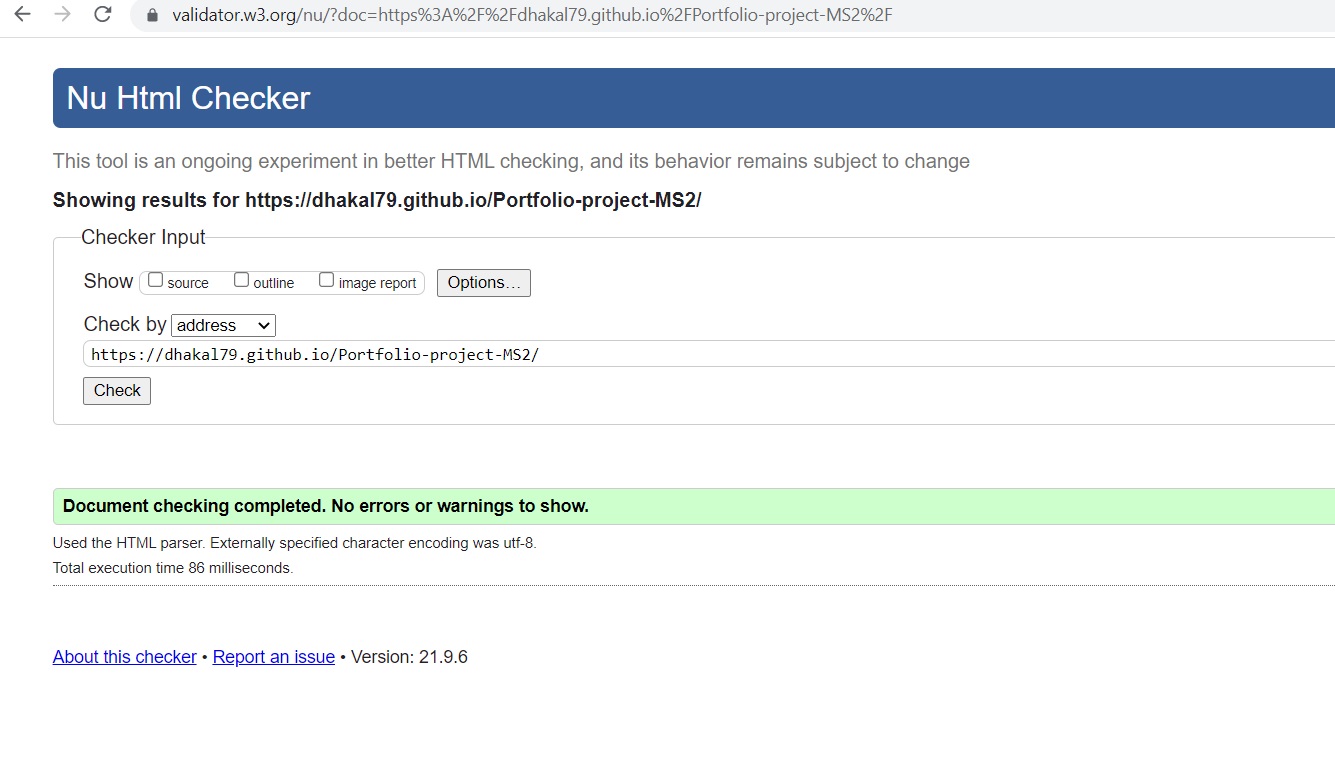 validator.w3.org/nu/?doc=https%3A%2F%2Fdhakal79.github.io%2FPortfolio-project-MS2%2F
Nu Html Checker
This tool is an ongoing experiment in better HTML checking, and its behavior remains subject to change
Showing results for https://dhakal79.github.io/Portfolio-project-MS2/
Checker Input
Show source outline image report Options...
Check by address
https://dhakal79.github.io/Portfolio-project-MS2/
Check
Document checking completed. No errors or warnings to show.
Used the HTML parser. Externally specified character encoding was utf-8.
Total execution time 86 milliseconds.
About this checker • Report an issue • Version: 21.9.6